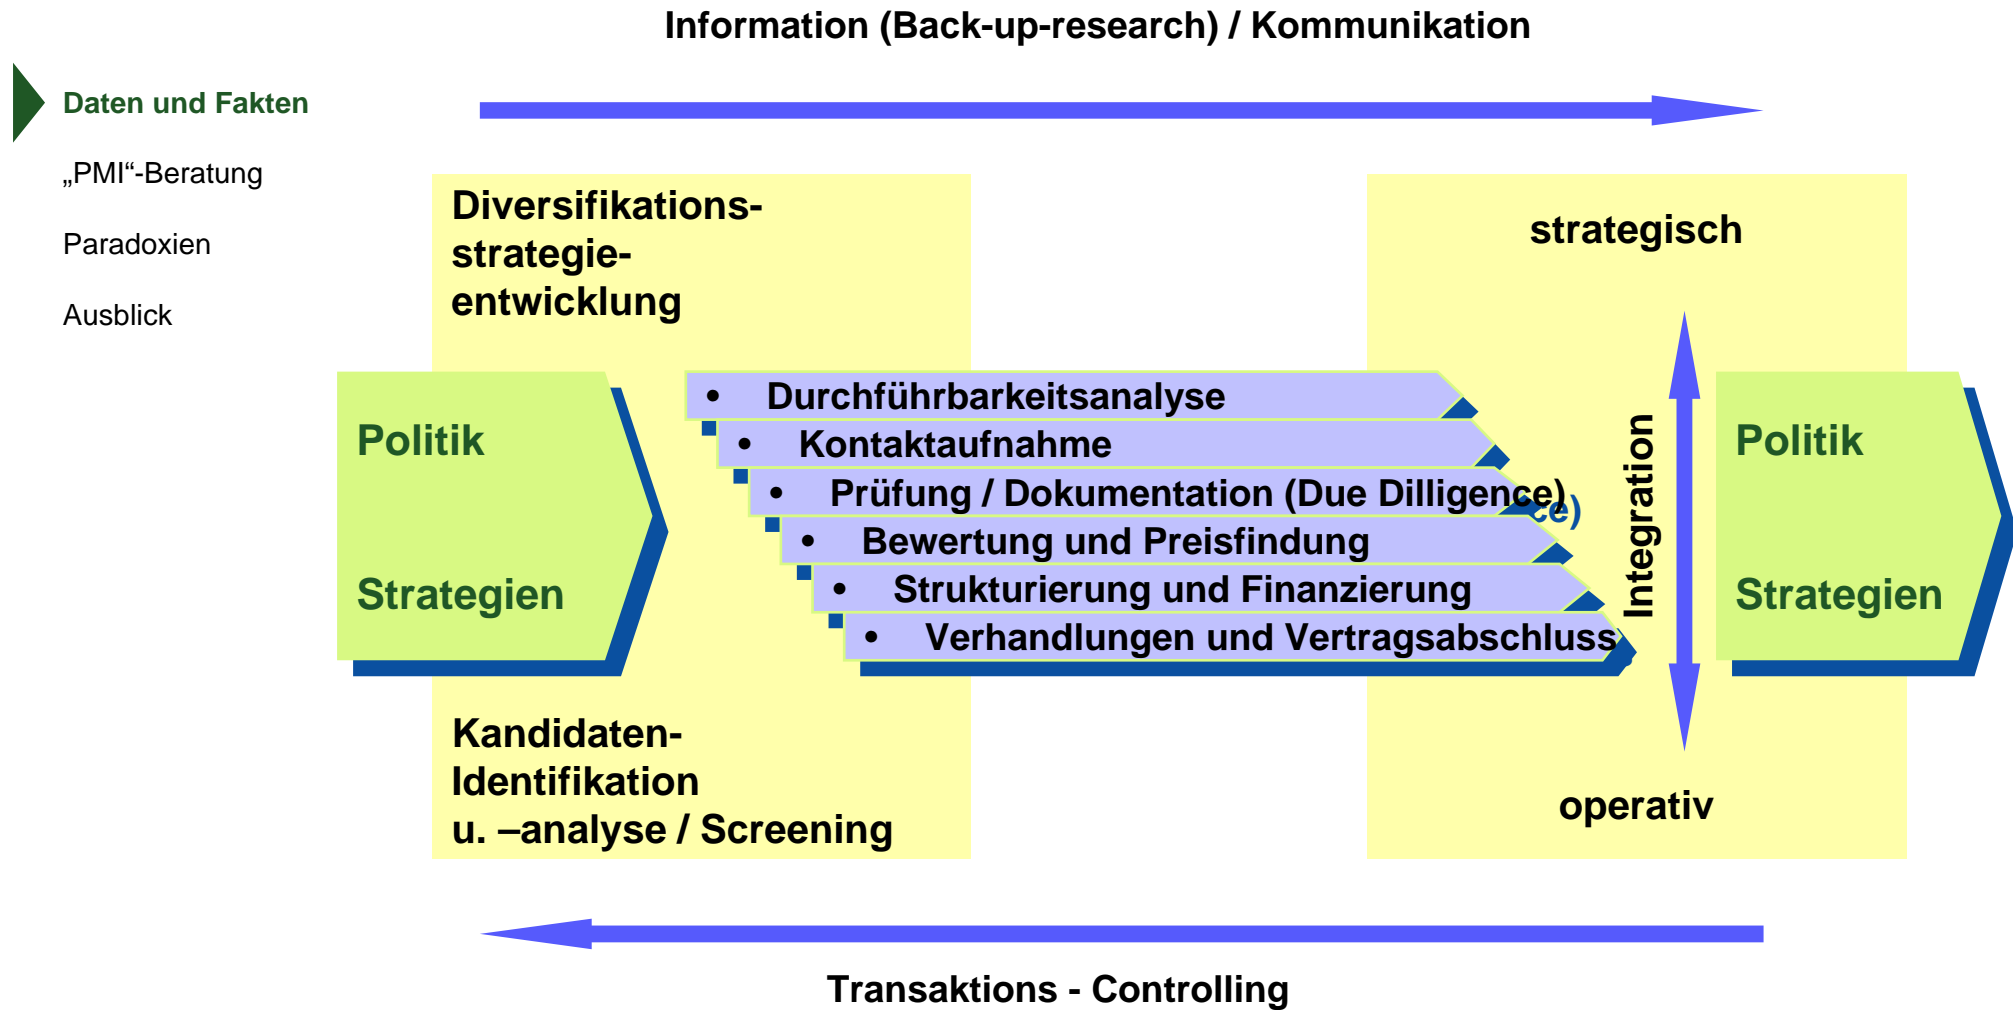 Information (Back-up-research) / Kommunikation
Daten und Fakten
„PMI“-Beratung
Paradoxien
Ausblick
Diversifikations-
strategie-
entwicklung
strategisch
Politik
Strategien
• Durchführbarkeitsanalyse
• Kontaktaufnahme
• Prüfung / Dokumentation (Due Dilligence)
• Bewertung und Preisfindung
• Strukturierung und Finanzierung
• Verhandlungen und Vertragsabschluss
Integration
Politik
Strategien
Kandidaten-
Identifikation
u. –analyse / Screening
operativ
Transaktions - Controlling